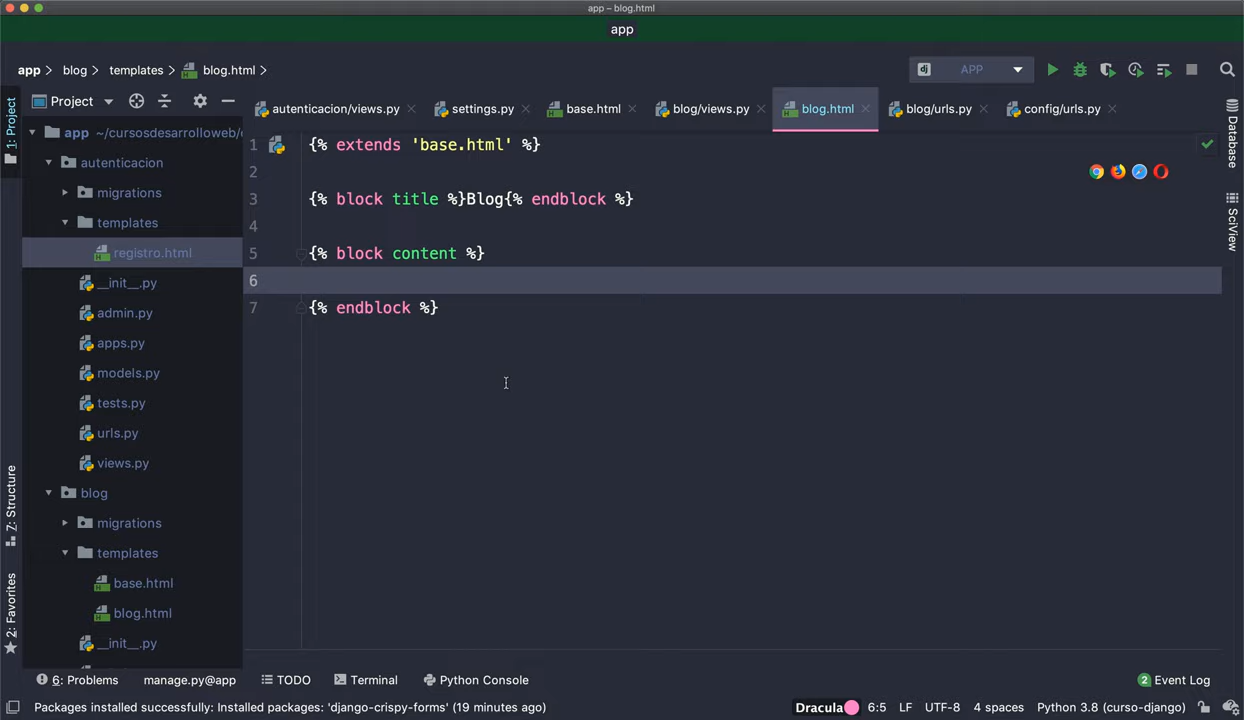 app – blog.html
app
app
blog
templates
blog.html
APP
Project
autenticacion/views.py
settings.py
base.html
blog/views.py
blog.html
blog/urls.py
config/urls.py
1: Project
Z: Structure
2: Favorites
app ~/cursosdesarrolloweb/
autenticacion
migrations
templates
registro.html
__init__.py
admin.py
apps.py
models.py
tests.py
urls.py
views.py
blog
migrations
templates
base.html
blog.html
__init__.py
1 {% extends 'base.html' %}
2
3 {% block title %}Blog{% endblock %}
4
5 {% block content %}
6
7 {% endblock %}
Database
SciView
6: Problems
manage.py@app
TODO
Terminal
Python Console
2 Event Log
Packages installed successfully: Installed packages: 'django-crispy-forms' (19 minutes ago)
Dracula
6:5
LF
UTF-8
4 spaces
Python 3.8 (curso-django)